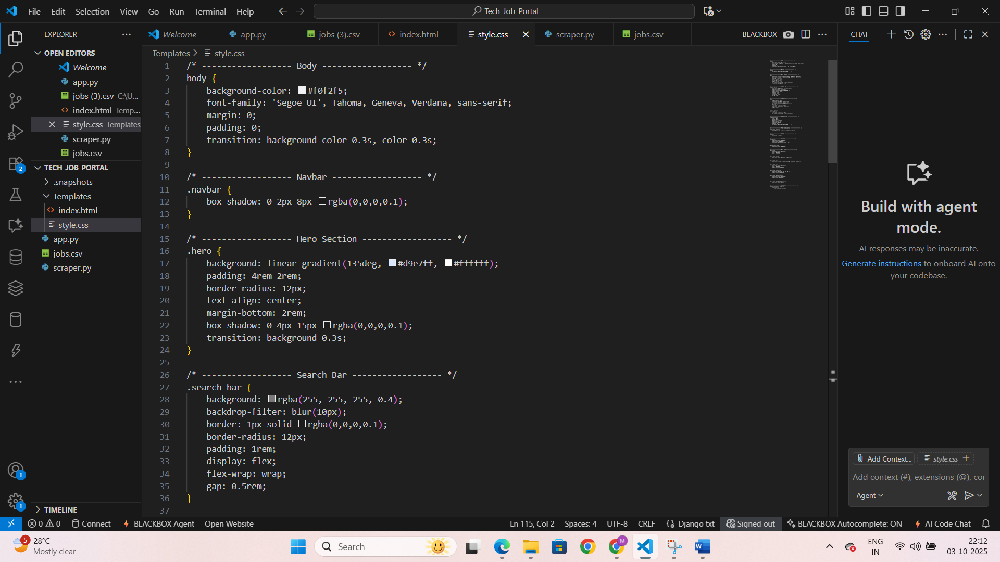 File Edit Selection View Go Run Terminal Help
Tech_Job_Portal
EXPLORER
OPEN EDITORS
Welcome
app.py
jobs (3).csv C:\U...
index.html Temp...
style.css Templates
scraper.py
jobs.csv
TECH_JOB_PORTAL
.snapshots
Templates
index.html
style.css
app.py
jobs.csv
scraper.py
TIMELINE
2
1
1
Welcome app.py jobs (3).csv index.html style.css scraper.py jobs.csv
BLACKBOX
Templates > style.css
1 /* ------------------ Body ------------------ */
2 body {
3 background-color: #f0f2f5;
4 font-family: 'Segoe UI', Tahoma, Geneva, Verdana, sans-serif;
5 margin: 0;
6 padding: 0;
7 transition: background-color 0.3s, color 0.3s;
8 }
9
10 /* ------------------ Navbar ------------------ */
11 .navbar {
12 box-shadow: 0 2px 8px rgba(0,0,0,0.1);
13 }
14
15 /* ------------------ Hero Section ------------------ */
16 .hero {
17 background: linear-gradient(135deg, #d9e7ff, #ffffff);
18 padding: 4rem 2rem;
19 border-radius: 12px;
20 text-align: center;
21 margin-bottom: 2rem;
22 box-shadow: 0 4px 15px rgba(0,0,0,0.1);
23 transition: background 0.3s;
24 }
25
26 /* ------------------ Search Bar ------------------ */
27 .search-bar {
28 background: rgba(255, 255, 255, 0.4);
29 backdrop-filter: blur(10px);
30 border: 1px solid rgba(0,0,0,0.1);
31 border-radius: 12px;
32 padding: 1rem;
33 display: flex;
34 flex-wrap: wrap;
35 gap: 0.5rem;
36 }
37
CHAT
Build with agent
mode.
AI responses may be inaccurate.
Generate instructions to onboard AI onto
your codebase.
Add Context... style.css
Add context (#), extensions (@), cor
Agent
0 0 Connect BLACKBOX Agent Open Website
Ln 115, Col 2 Spaces: 4 UTF-8 CRLF Django txt Signed out BLACKBOX Autocomplete: ON AI Code Chat
5
28°C
Mostly clear
Search
M
ENG
IN
22:12
03-10-2025